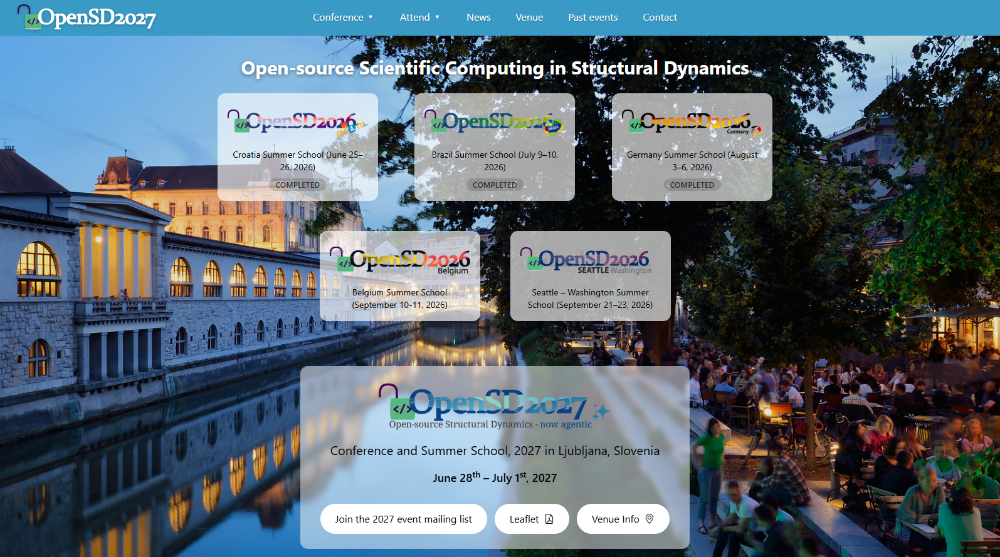 </> OpenSD2027
Conference ▼ Attend ▼ News Venue Past events Contact
Open-source Scientific Computing in Structural Dynamics
</> OpenSD2026
CROATIA
Croatia Summer School (June 25–
26, 2026)
COMPLETED
</> OpenSD2026
BRASIL
Brazil Summer School (July 9–10,
2026)
COMPLETED
</> OpenSD2026
Germany
Germany Summer School (August
3–6, 2026)
COMPLETED
</> OpenSD2026
Belgium
Belgium Summer School
(September 10-11, 2026)
</> OpenSD2026
SEATTLE Washington
Seattle – Washington Summer
School (September 21–23, 2026)
</> OpenSD2027
Open-source Structural Dynamics - now agentic
Conference and Summer School, 2027 in Ljubljana, Slovenia
June 28th – July 1st, 2027
Join the 2027 event mailing list
Leaflet
Venue Info